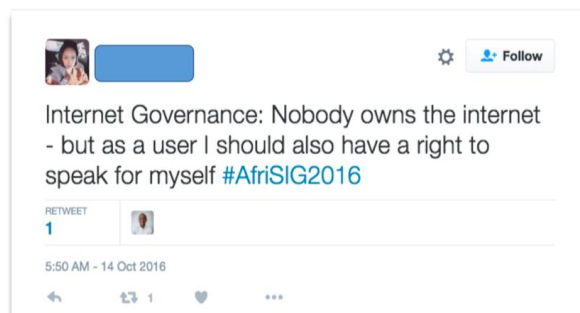 Follow
Internet Governance: Nobody owns the internet
- but as a user I should also have a right to
speak for myself #AfriSIG2016
RETWEET
1
5:50 AM - 14 Oct 2016
1